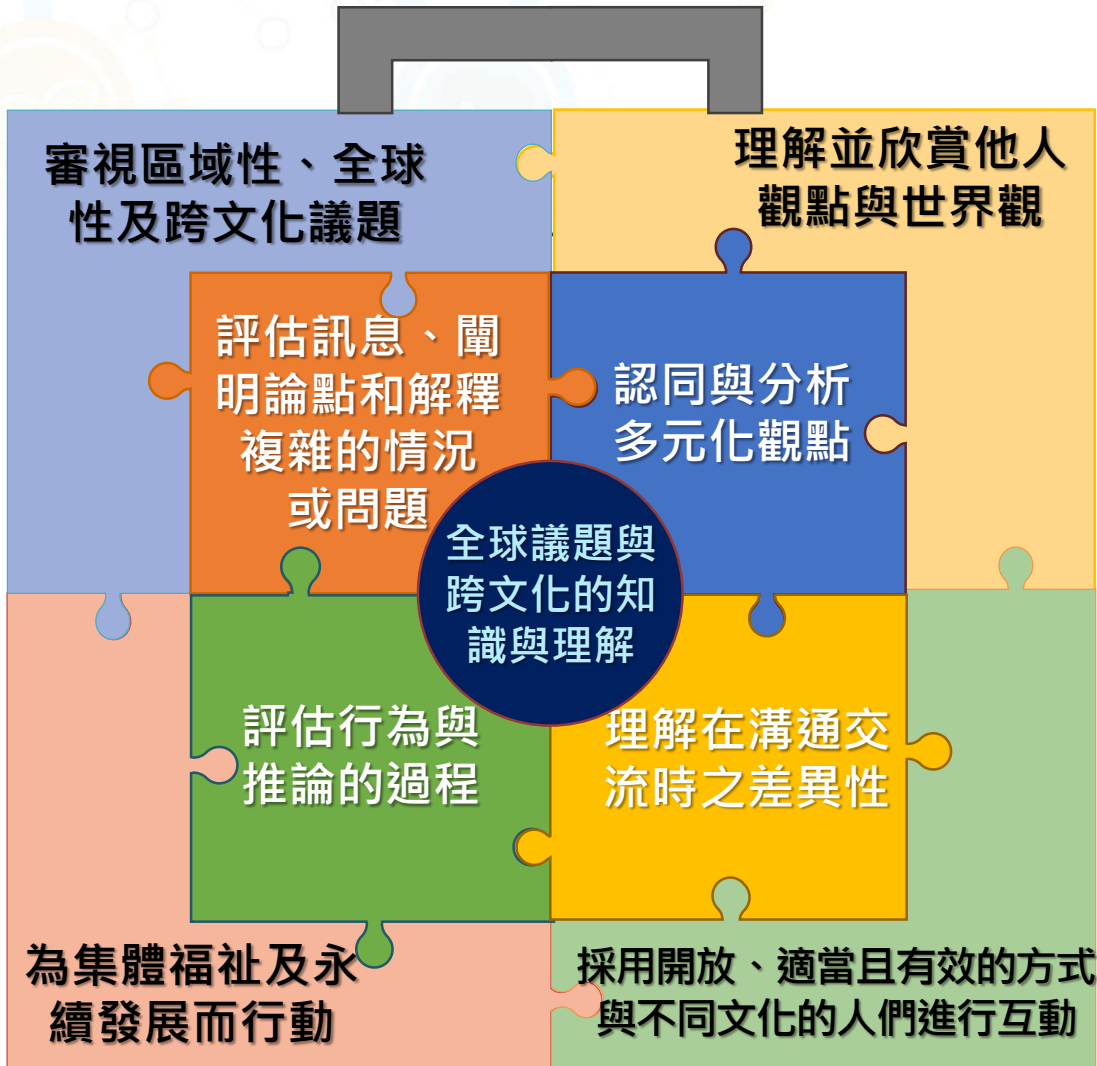 審視區域性、全球
性及跨文化議題
理解並欣賞他人
觀點與世界觀
評估訊息、闡
明論點和解釋
複雜的情況
或問題
認同與分析
多元化觀點
全球議題與
跨文化的知
識與理解
評估行為與
推論的過程
理解在溝通交
流時之差異性
為集體福祉及永
續發展而行動
採用開放、適當且有效的方式
與不同文化的人們進行互動